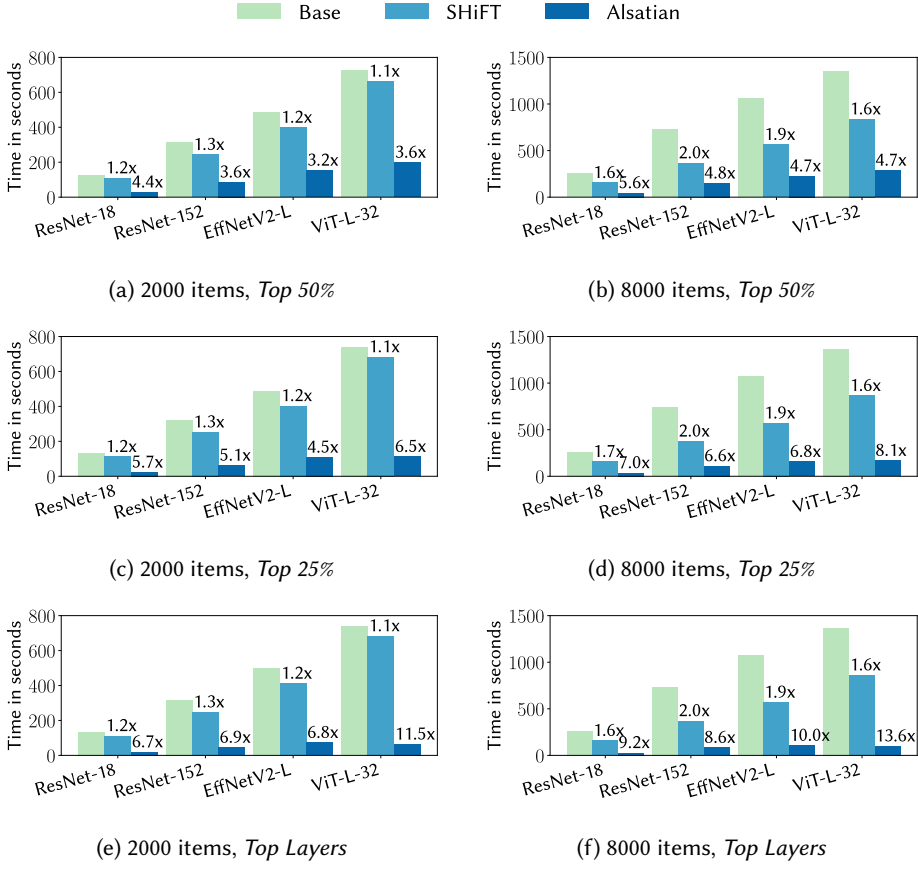 Base SHiFT Alsatian
Time in seconds
800
600
400
200
0
1.2x 4.4x 1.3x 3.6x 1.2x 3.2x 1.1x 3.6x
ResNet-18 ResNet-152 EffNetV2-L ViT-L-32
(a) 2000 items, Top 50%
Time in seconds
1500
1000
500
0
1.6x 5.6x 2.0x 4.8x 1.9x 4.7x 1.6x 4.7x
ResNet-18 ResNet-152 EffNetV2-L ViT-L-32
(b) 8000 items, Top 50%
Time in seconds
800
600
400
200
0
1.2x 5.7x 1.3x 5.1x 1.2x 4.5x 1.1x 6.5x
ResNet-18 ResNet-152 EffNetV2-L ViT-L-32
(c) 2000 items, Top 25%
Time in seconds
1500
1000
500
0
1.7x 7.0x 2.0x 6.6x 1.9x 6.8x 1.6x 8.1x
ResNet-18 ResNet-152 EffNetV2-L ViT-L-32
(d) 8000 items, Top 25%
Time in seconds
800
600
400
200
0
1.2x 6.7x 1.3x 6.9x 1.2x 6.8x 1.1x 11.5x
ResNet-18 ResNet-152 EffNetV2-L ViT-L-32
(e) 2000 items, Top Layers
Time in seconds
1500
1000
500
0
1.6x 9.2x 2.0x 8.6x 1.9x 10.0x 1.6x 13.6x
ResNet-18 ResNet-152 EffNetV2-L ViT-L-32
(f) 8000 items, Top Layers